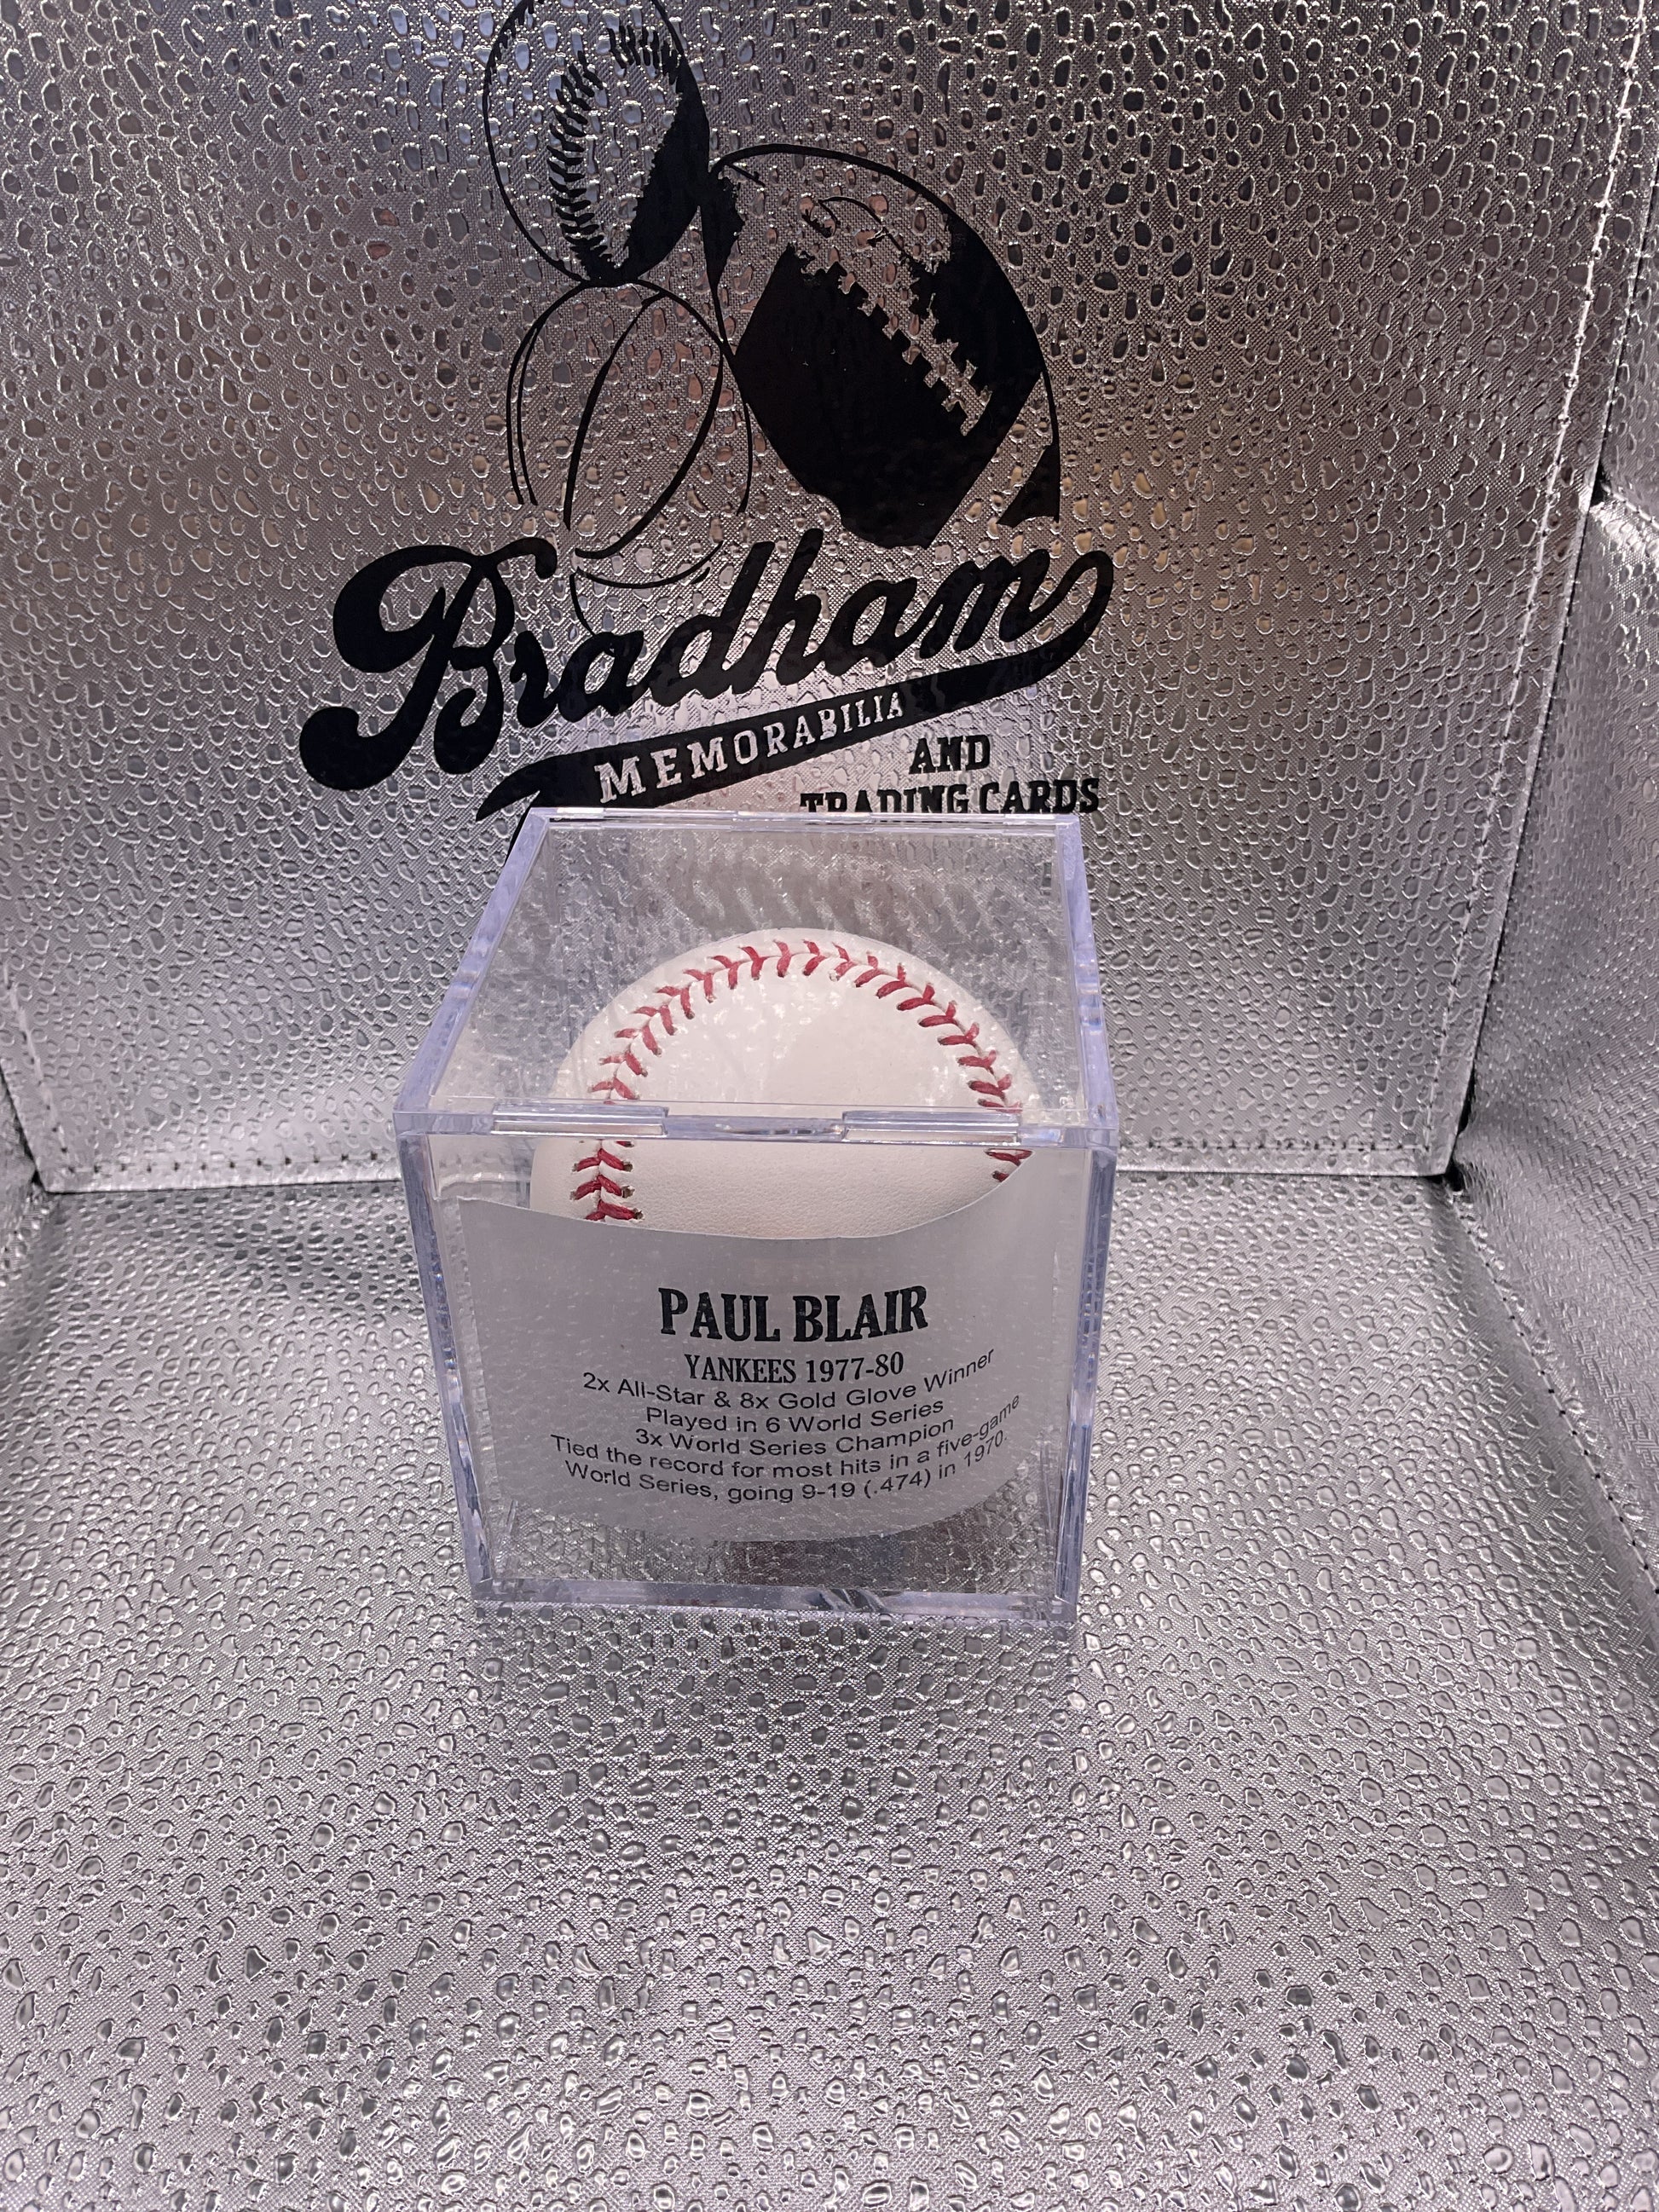 Bradham
MEMORABILIA
AND
TRADING CARDS
PAUL BLAIR
YANKEES 1977-80
2x All-Star & 8x Gold Glove Winner
Played in 6 World Series
3x World Series Champion
Tied the record for most hits in a five-game
World Series, going 9-19 (.474) in 1970.